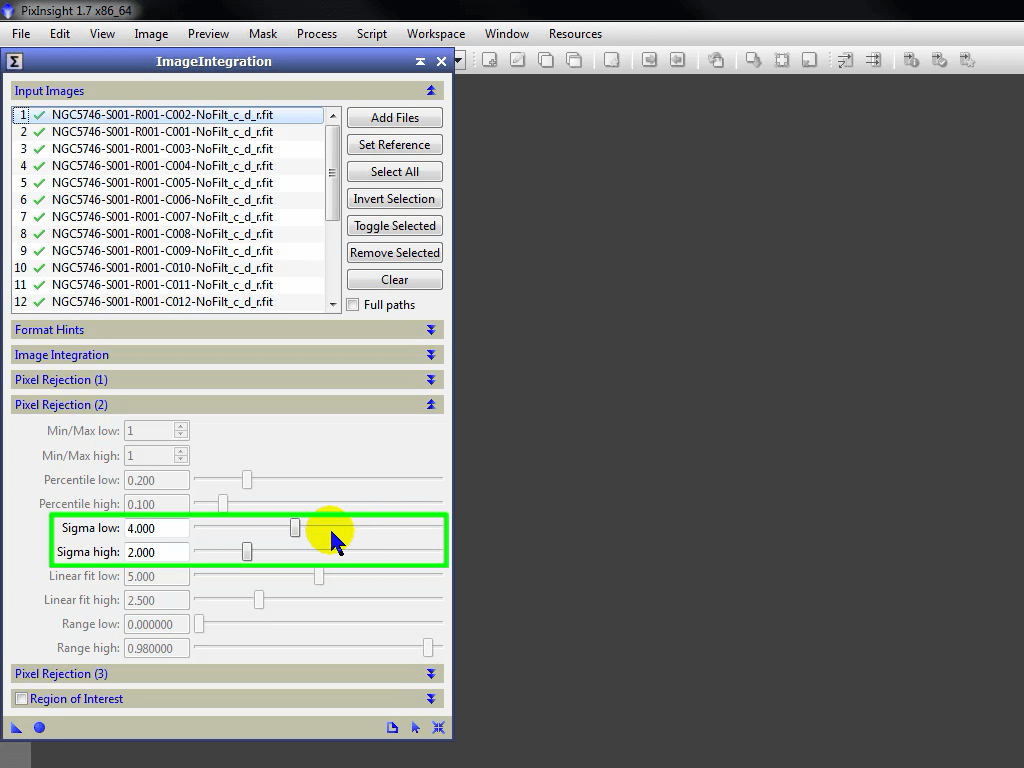 PixInsight 1.7 x86_64
File Edit View Image Preview Mask Process Script Workspace Window Resources
Σ ImageIntegration
Input Images
1 NGC5746-S001-R001-C002-NoFilt_c_d_r.fit
2 NGC5746-S001-R001-C001-NoFilt_c_d_r.fit
3 NGC5746-S001-R001-C003-NoFilt_c_d_r.fit
4 NGC5746-S001-R001-C004-NoFilt_c_d_r.fit
5 NGC5746-S001-R001-C005-NoFilt_c_d_r.fit
6 NGC5746-S001-R001-C006-NoFilt_c_d_r.fit
7 NGC5746-S001-R001-C007-NoFilt_c_d_r.fit
8 NGC5746-S001-R001-C008-NoFilt_c_d_r.fit
9 NGC5746-S001-R001-C009-NoFilt_c_d_r.fit
10 NGC5746-S001-R001-C010-NoFilt_c_d_r.fit
11 NGC5746-S001-R001-C011-NoFilt_c_d_r.fit
12 NGC5746-S001-R001-C012-NoFilt_c_d_r.fit
Add Files
Set Reference
Select All
Invert Selection
Toggle Selected
Remove Selected
Clear
Full paths
Format Hints
Image Integration
Pixel Rejection (1)
Pixel Rejection (2)
Min/Max low: 1
Min/Max high: 1
Percentile low: 0.200
Percentile high: 0.100
Sigma low: 4.000
Sigma high: 2.000
Linear fit low: 5.000
Linear fit high: 2.500
Range low: 0.000000
Range high: 0.980000
Pixel Rejection (3)
Region of Interest